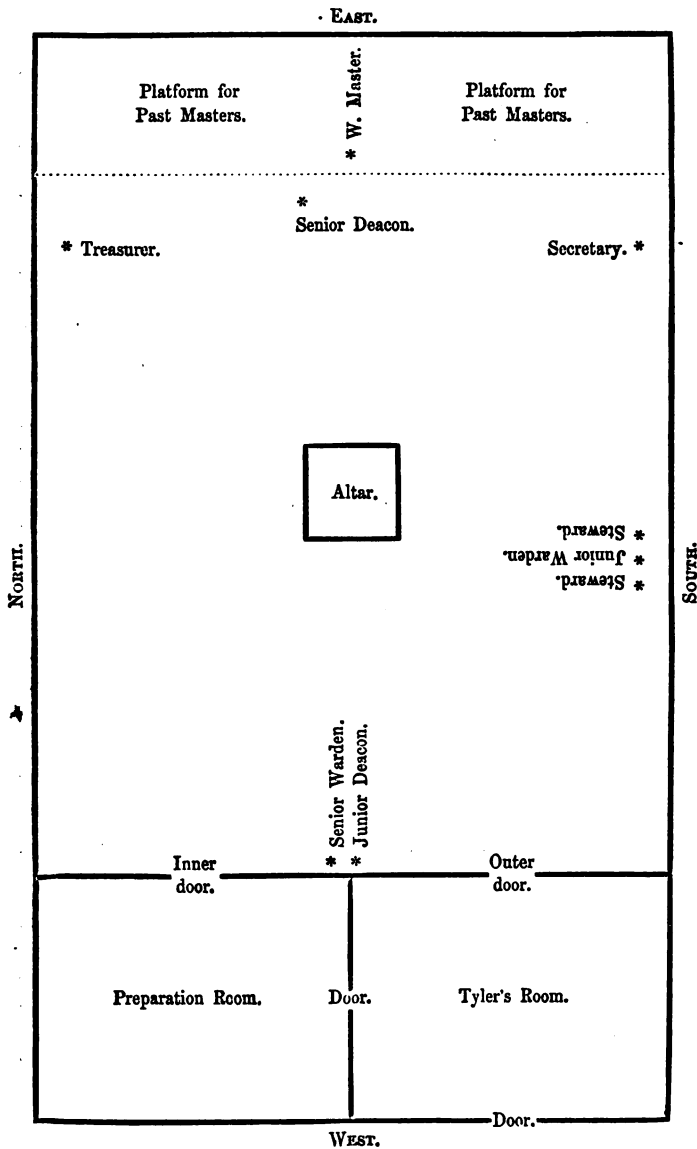 EAST.
Platform for
Past Masters.
* W. Master.
Platform for
Past Masters.
*
Senior Deacon.
* Treasurer.
Secretary. *
Altar.
* Steward.
* Junior Warden.
* Steward.
NORTH.
SOUTH.
* Senior Warden.
* Junior Deacon.
Inner
door.
Outer
door.
Preparation Room.
Door.
Tyler's Room.
Door.
WEST.